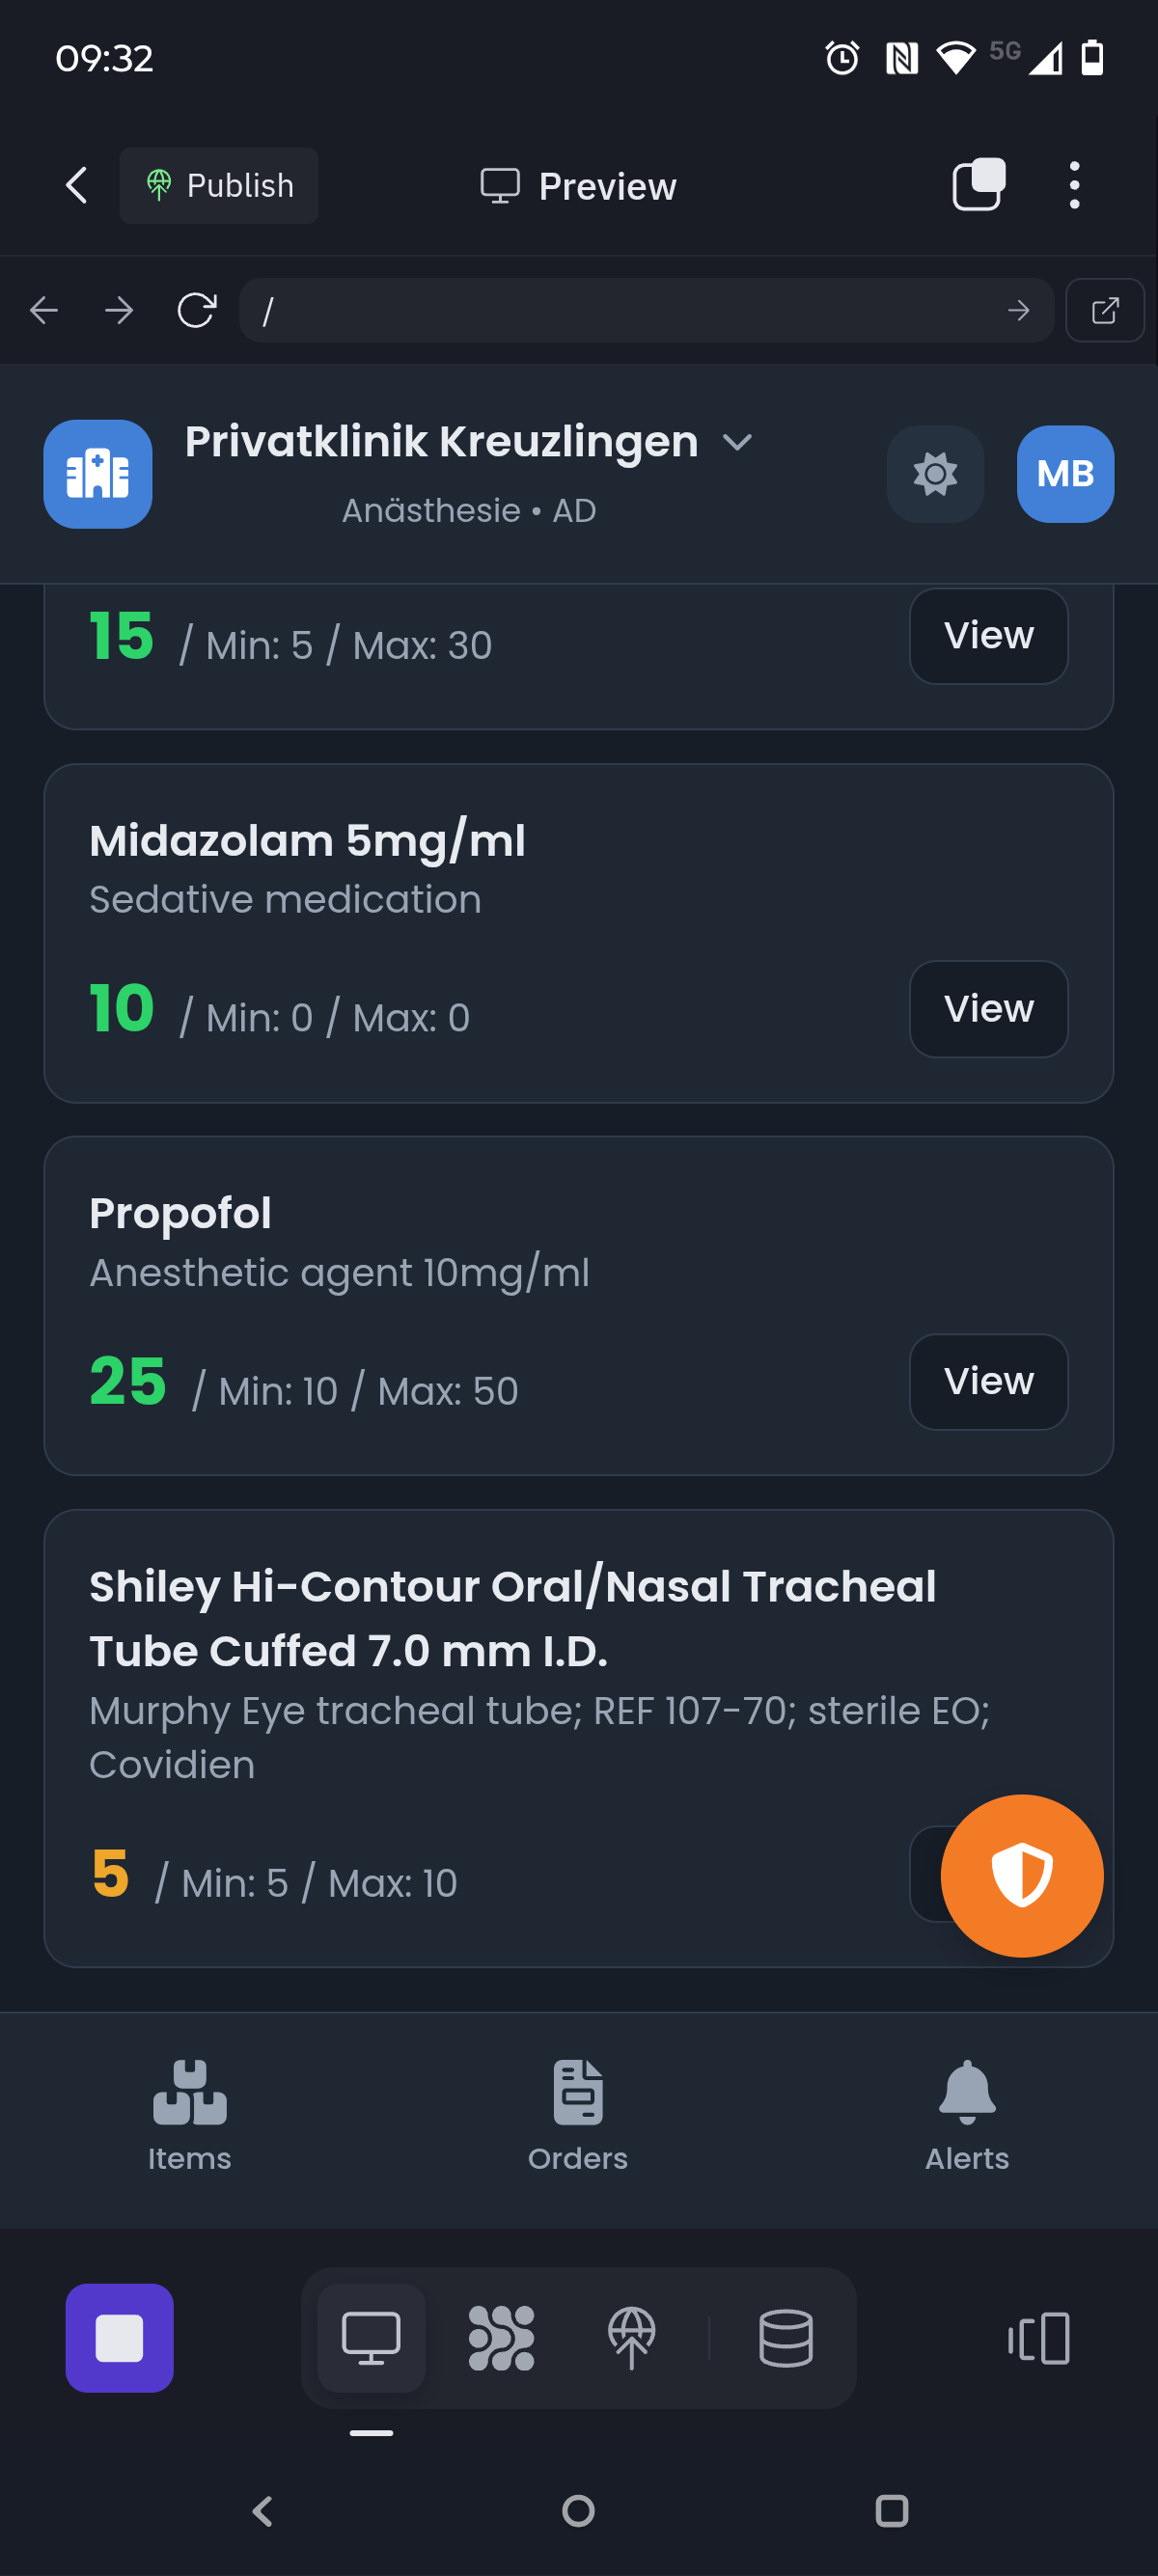 09:32
5G
Publish
Preview
/
Privatklinik Kreuzlingen
Anästhesie • AD
MB
15 / Min: 5 / Max: 30
View
Midazolam 5mg/ml
Sedative medication
10 / Min: 0 / Max: 0
View
Propofol
Anesthetic agent 10mg/ml
25 / Min: 10 / Max: 50
View
Shiley Hi-Contour Oral/Nasal Tracheal
Tube Cuffed 7.0 mm I.D.
Murphy Eye tracheal tube; REF 107-70; sterile EO;
Covidien
5 / Min: 5 / Max: 10
Items
Orders
Alerts